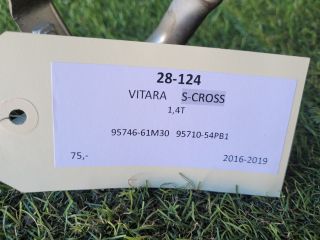 28-124
VITARA S-CROSS
1,4T
95746-61M30 95710-54PB1
75,- 2016-2019